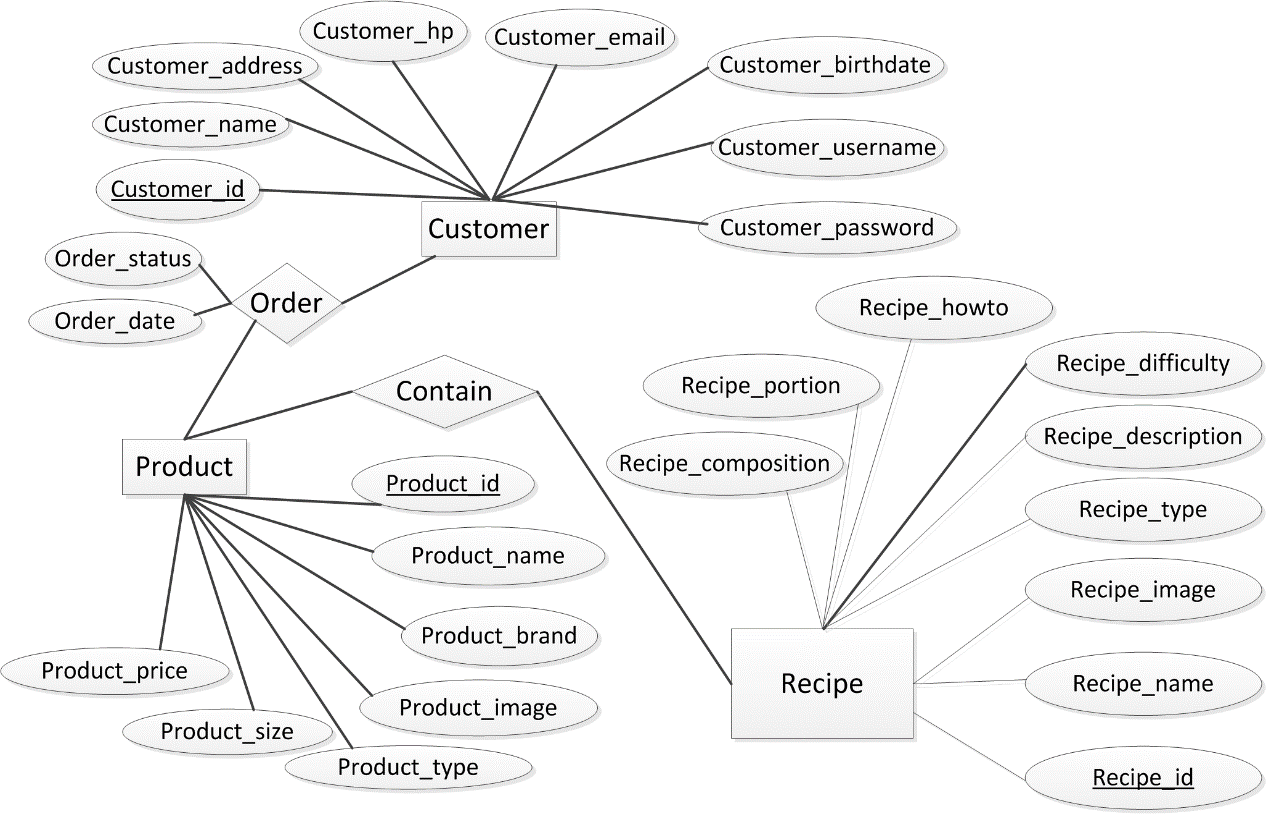 Customer_hp
Customer_email
Customer_address
Customer_birthdate
Customer_name
Customer_username
Customer_id
Customer
Customer_password
Order_status
Order
Order_date
Recipe_howto
Recipe_difficulty
Recipe_portion
Contain
Recipe_description
Recipe_composition
Product
Product_id
Recipe_type
Product_name
Recipe_image
Product_brand
Product_price
Recipe
Recipe_name
Product_image
Product_size
Product_type
Recipe_id